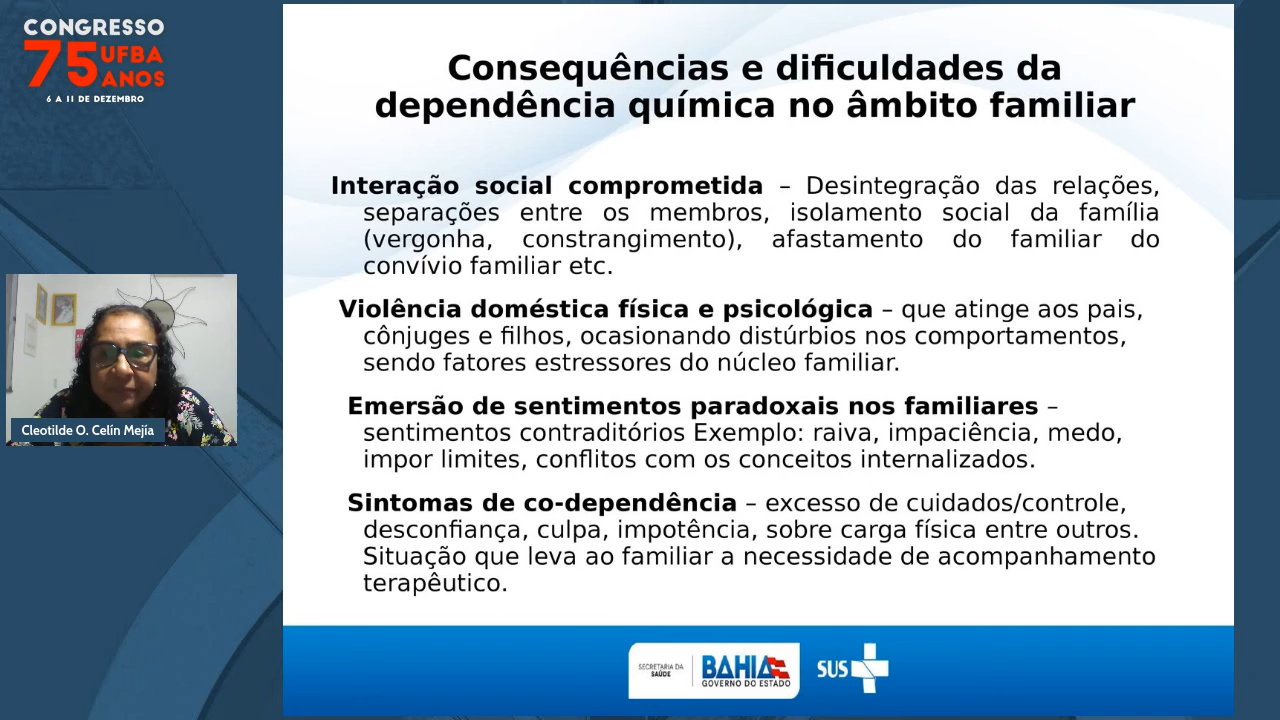 CONGRESSO
75 UFBA
ANOS
6 A 11 DE DEZEMBRO
Consequências e dificuldades da
dependência química no âmbito familiar
Interação social comprometida – Desintegração das relações,
separações entre os membros, isolamento social da família
(vergonha, constrangimento), afastamento do familiar do
convívio familiar etc.
Violência doméstica física e psicológica – que atinge aos pais,
cônjuges e filhos, ocasionando distúrbios nos comportamentos,
sendo fatores estressores do núcleo familiar.
Emersão de sentimentos paradoxais nos familiares –
sentimentos contraditórios Exemplo: raiva, impaciência, medo,
impor limites, conflitos com os conceitos internalizados.
Sintomas de co-dependência – excesso de cuidados/controle,
desconfiança, culpa, impotência, sobre carga física entre outros.
Situação que leva ao familiar a necessidade de acompanhamento
terapêutico.
Cleotilde O. Celín Mejía
SECRETARIA DA
SAÚDE
BAHIA
GOVERNO DO ESTADO
SUS